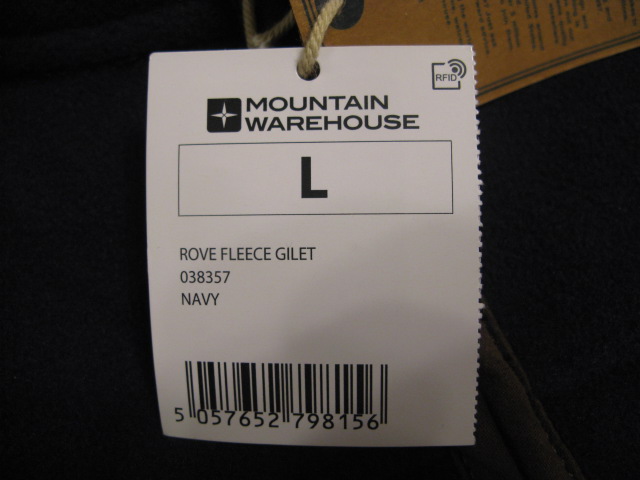 RFID
MOUNTAIN
WAREHOUSE
L
ROVE FLEECE GILET
038357
NAVY
5 057652 798156